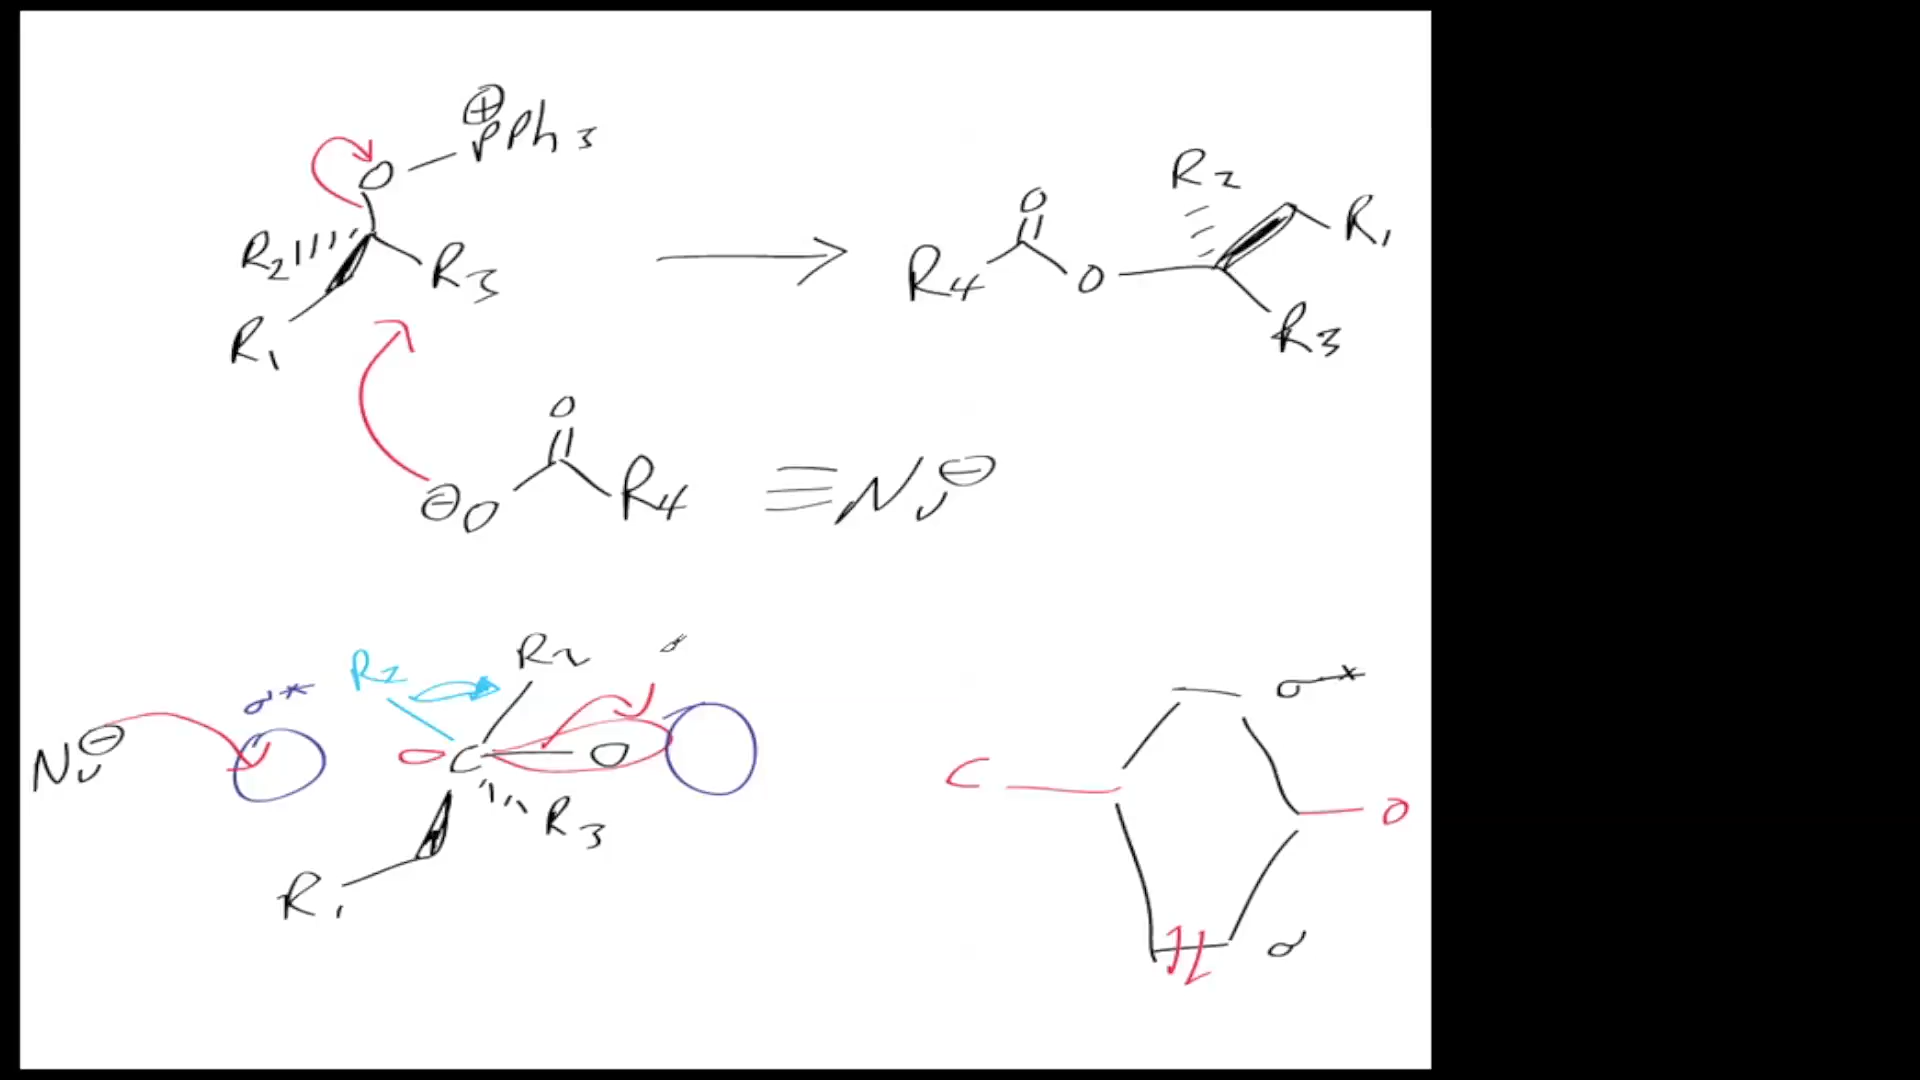 ⊕
O PPh3
R2 R3
R1
O
R4 O
R2
R1
R3
O
⊖O R4 ≡ Nu⊖
σ* R2 R2 σ
Nu⊖ C O
R3
R1
σ*
C O
σ